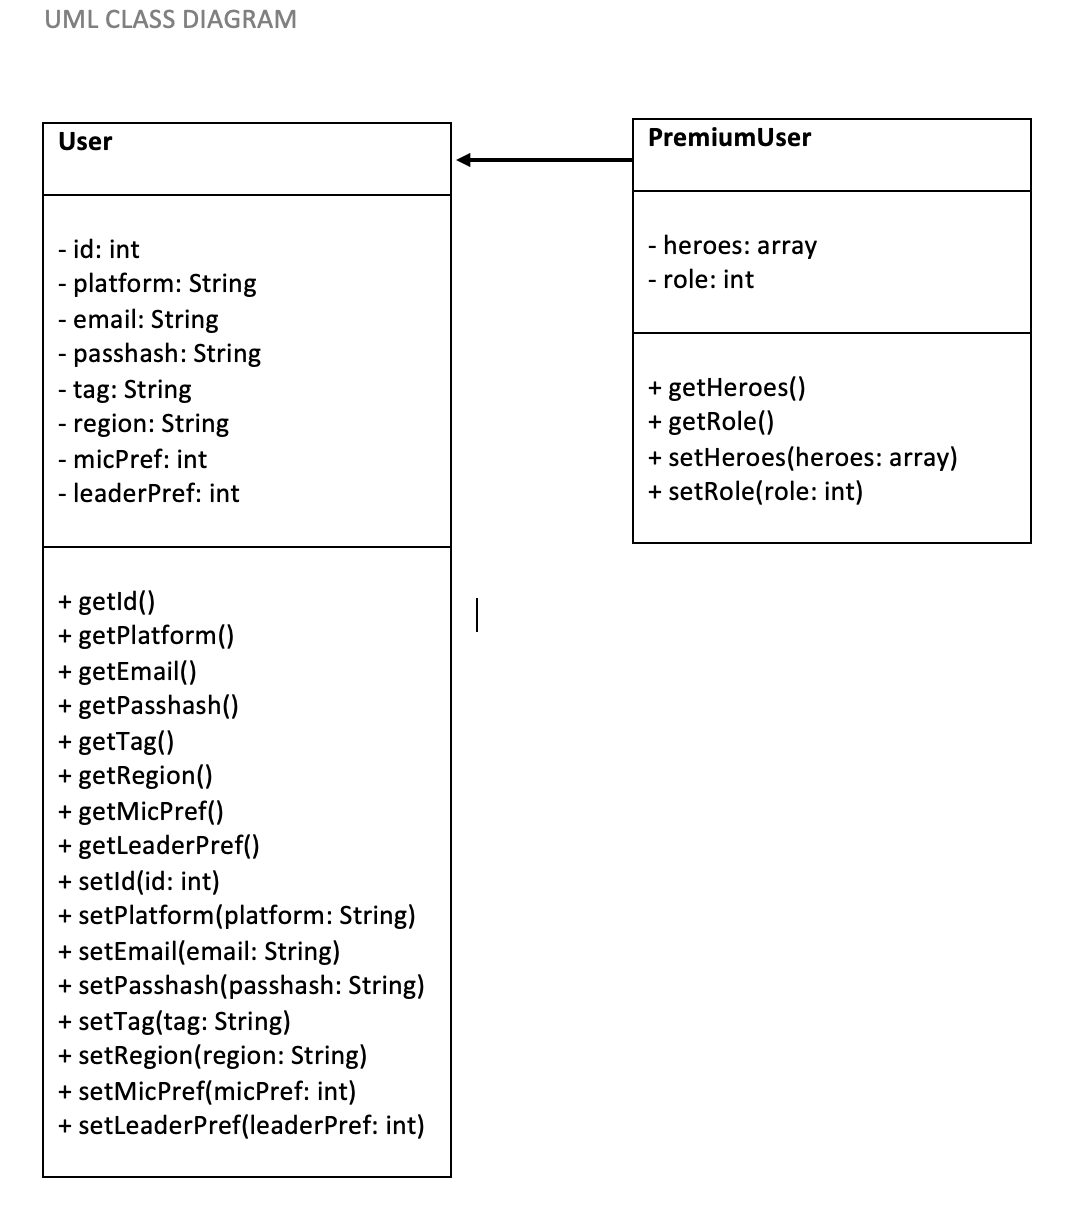 UML CLASS DIAGRAM
User
- id: int
- platform: String
- email: String
- passhash: String
- tag: String
- region: String
- micPref: int
- leaderPref: int
+ getId()
+ getPlatform()
+ getEmail()
+ getPasshash()
+ getTag()
+ getRegion()
+ getMicPref()
+ getLeaderPref()
+ setId(id: int)
+ setPlatform(platform: String)
+ setEmail(email: String)
+ setPasshash(passhash: String)
+ setTag(tag: String)
+ setRegion(region: String)
+ setMicPref(micPref: int)
+ setLeaderPref(leaderPref: int)
PremiumUser
- heroes: array
- role: int
+ getHeroes()
+ getRole()
+ setHeroes(heroes: array)
+ setRole(role: int)